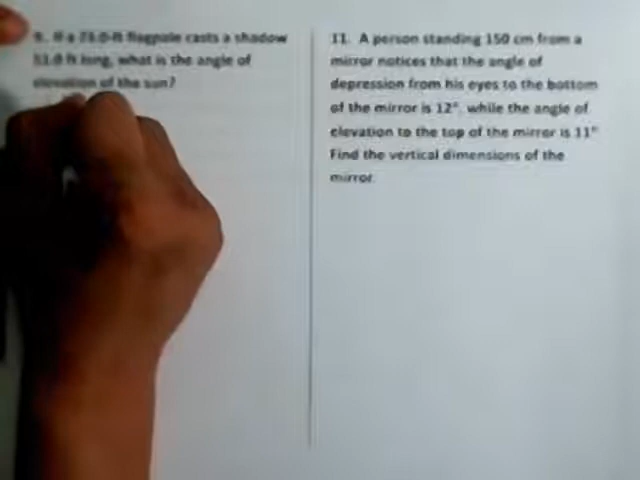 9. If a 73.0-ft flagpole casts a shadow
51.0 ft long, what is the angle of
elevation of the sun?
11. A person standing 150 cm from a
mirror notices that the angle of
depression from his eyes to the bottom
of the mirror is 12°, while the angle of
elevation to the top of the mirror is 11°
Find the vertical dimensions of the
mirror.